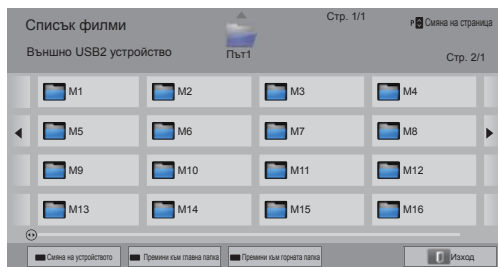 Списък филми
Стр. 1/1
P Смяна на страница
Външно USB2 устройство
Път1
Стр. 2/1
M1 M2 M3 M4
M5 M6 M7 M8
M9 M10 M11 M12
M13 M14 M15 M16
Смяна на устройството Премини към главна папка Премини към горната папка Изход